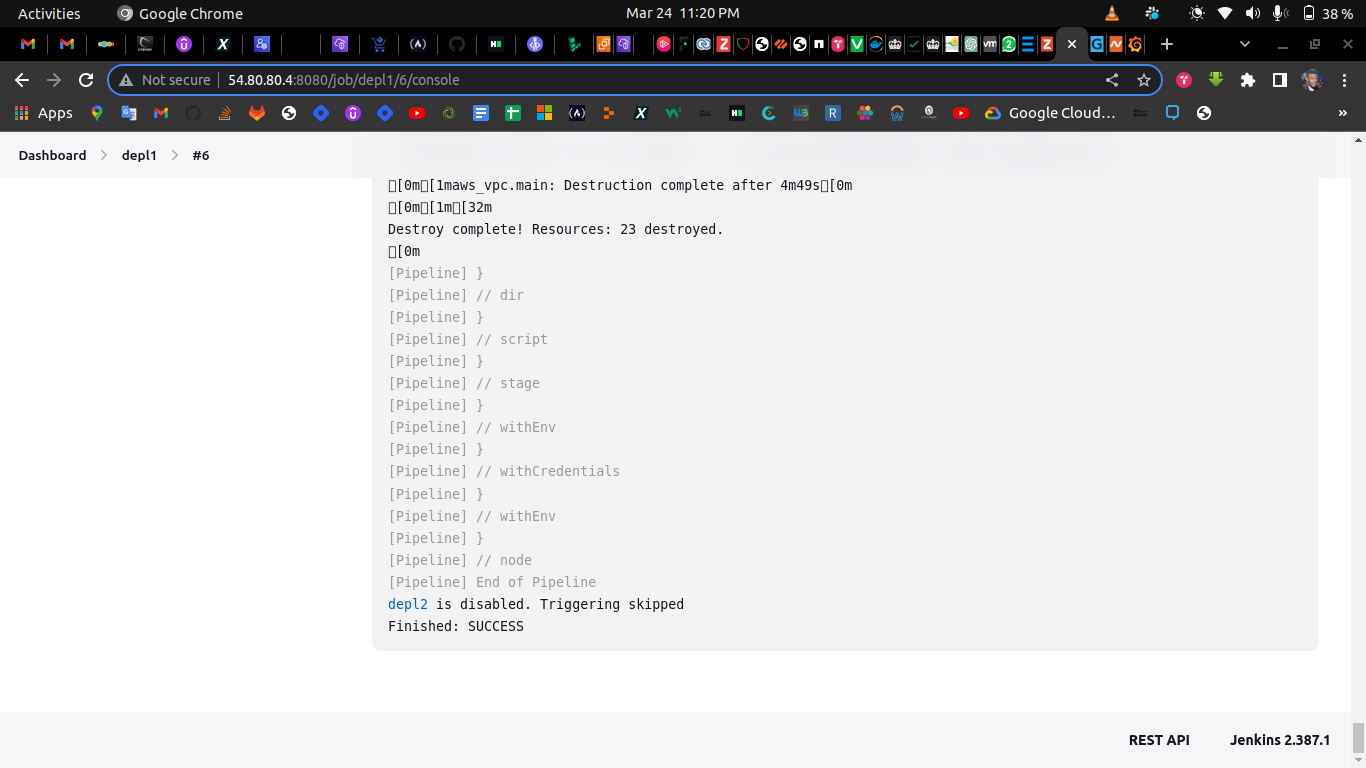 Activities
Google Chrome
Mar 24 11:20 PM
38 %
Not secure
54.80.80.4:8080/job/depl1/6/console
Apps
Google Cloud…
Dashboard
depl1
#6
▯[0m▯[1maws_vpc.main: Destruction complete after 4m49s▯[0m
▯[0m▯[1m▯[32m
Destroy complete! Resources: 23 destroyed.
▯[0m
[Pipeline] }
[Pipeline] // dir
[Pipeline] }
[Pipeline] // script
[Pipeline] }
[Pipeline] // stage
[Pipeline] }
[Pipeline] // withEnv
[Pipeline] }
[Pipeline] // withCredentials
[Pipeline] }
[Pipeline] // withEnv
[Pipeline] }
[Pipeline] // node
[Pipeline] End of Pipeline
depl2 is disabled. Triggering skipped
Finished: SUCCESS
REST API
Jenkins 2.387.1